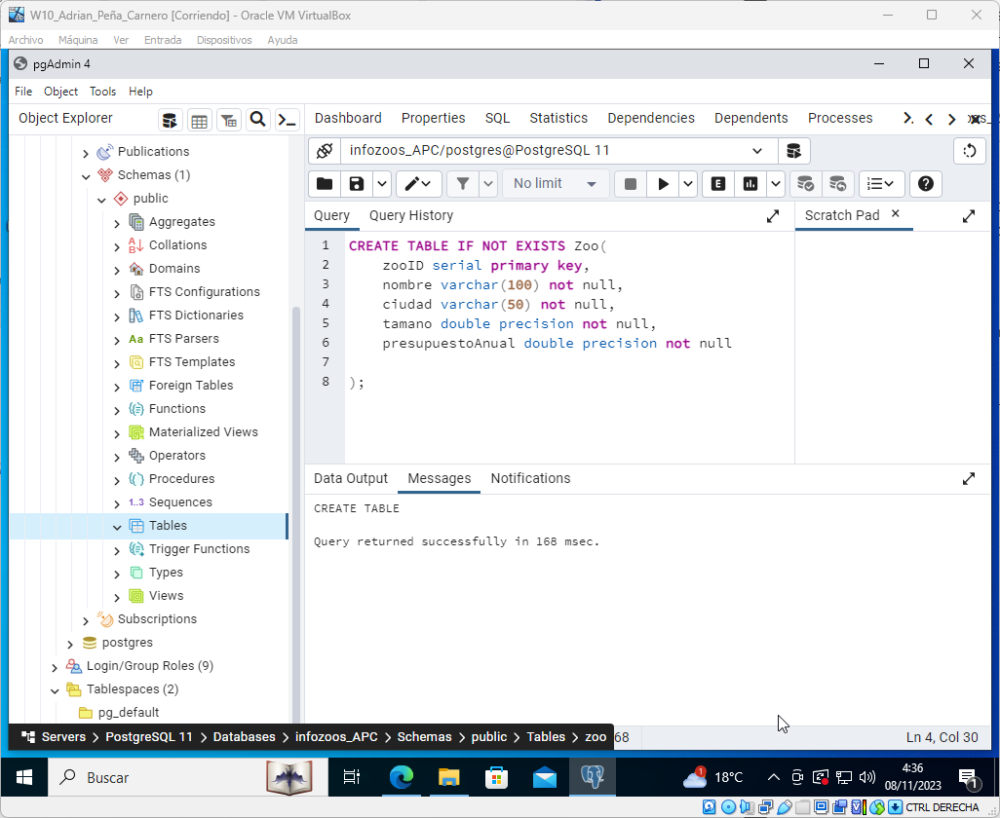 W10_Adrian_Peña_Carnero [Corriendo] - Oracle VM VirtualBox
Archivo Máquina Ver Entrada Dispositivos Ayuda
pgAdmin 4
File Object Tools Help
Object Explorer
Dashboard Properties SQL Statistics Dependencies Dependents Processes
infozoos_APC/postgres@PostgreSQL 11
No limit
E
Query Query History
Scratch Pad
Publications
Schemas (1)
public
Aggregates
Collations
Domains
FTS Configurations
FTS Dictionaries
Aa FTS Parsers
FTS Templates
Foreign Tables
Functions
Materialized Views
Operators
Procedures
1..3 Sequences
Tables
Trigger Functions
Types
Views
Subscriptions
postgres
Login/Group Roles (9)
Tablespaces (2)
pg_default
1 CREATE TABLE IF NOT EXISTS Zoo(
2 zooID serial primary key,
3 nombre varchar(100) not null,
4 ciudad varchar(50) not null,
5 tamano double precision not null,
6 presupuestoAnual double precision not null
7
8 );
Data Output Messages Notifications
CREATE TABLE
Query returned successfully in 168 msec.
Servers > PostgreSQL 11 > Databases > infozoos_APC > Schemas > public > Tables > zoo
68
Ln 4, Col 30
Buscar
1
18°C
4:36
08/11/2023
1
CTRL DERECHA